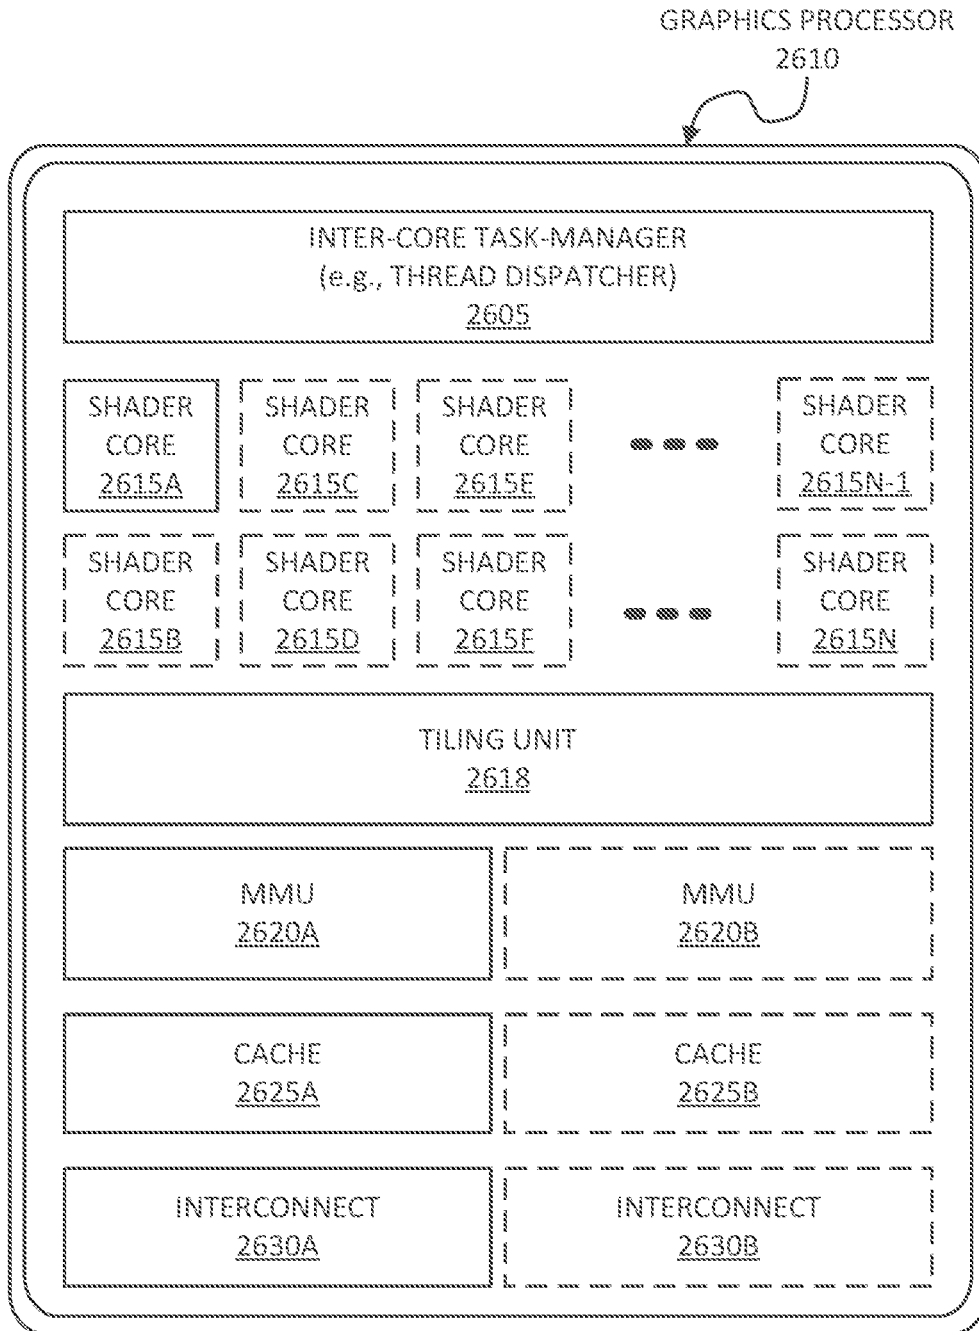 GRAPHICS PROCESSOR
2610
INTER-CORE TASK-MANAGER
(e.g., THREAD DISPATCHER)
2605
SHADER
CORE
2615A
SHADER
CORE
2615C
SHADER
CORE
2615E
SHADER
CORE
2615N-1
SHADER
CORE
2615B
SHADER
CORE
2615D
SHADER
CORE
2615F
SHADER
CORE
2615N
TILING UNIT
2618
MMU
2620A
MMU
2620B
CACHE
2625A
CACHE
2625B
INTERCONNECT
2630A
INTERCONNECT
2630B